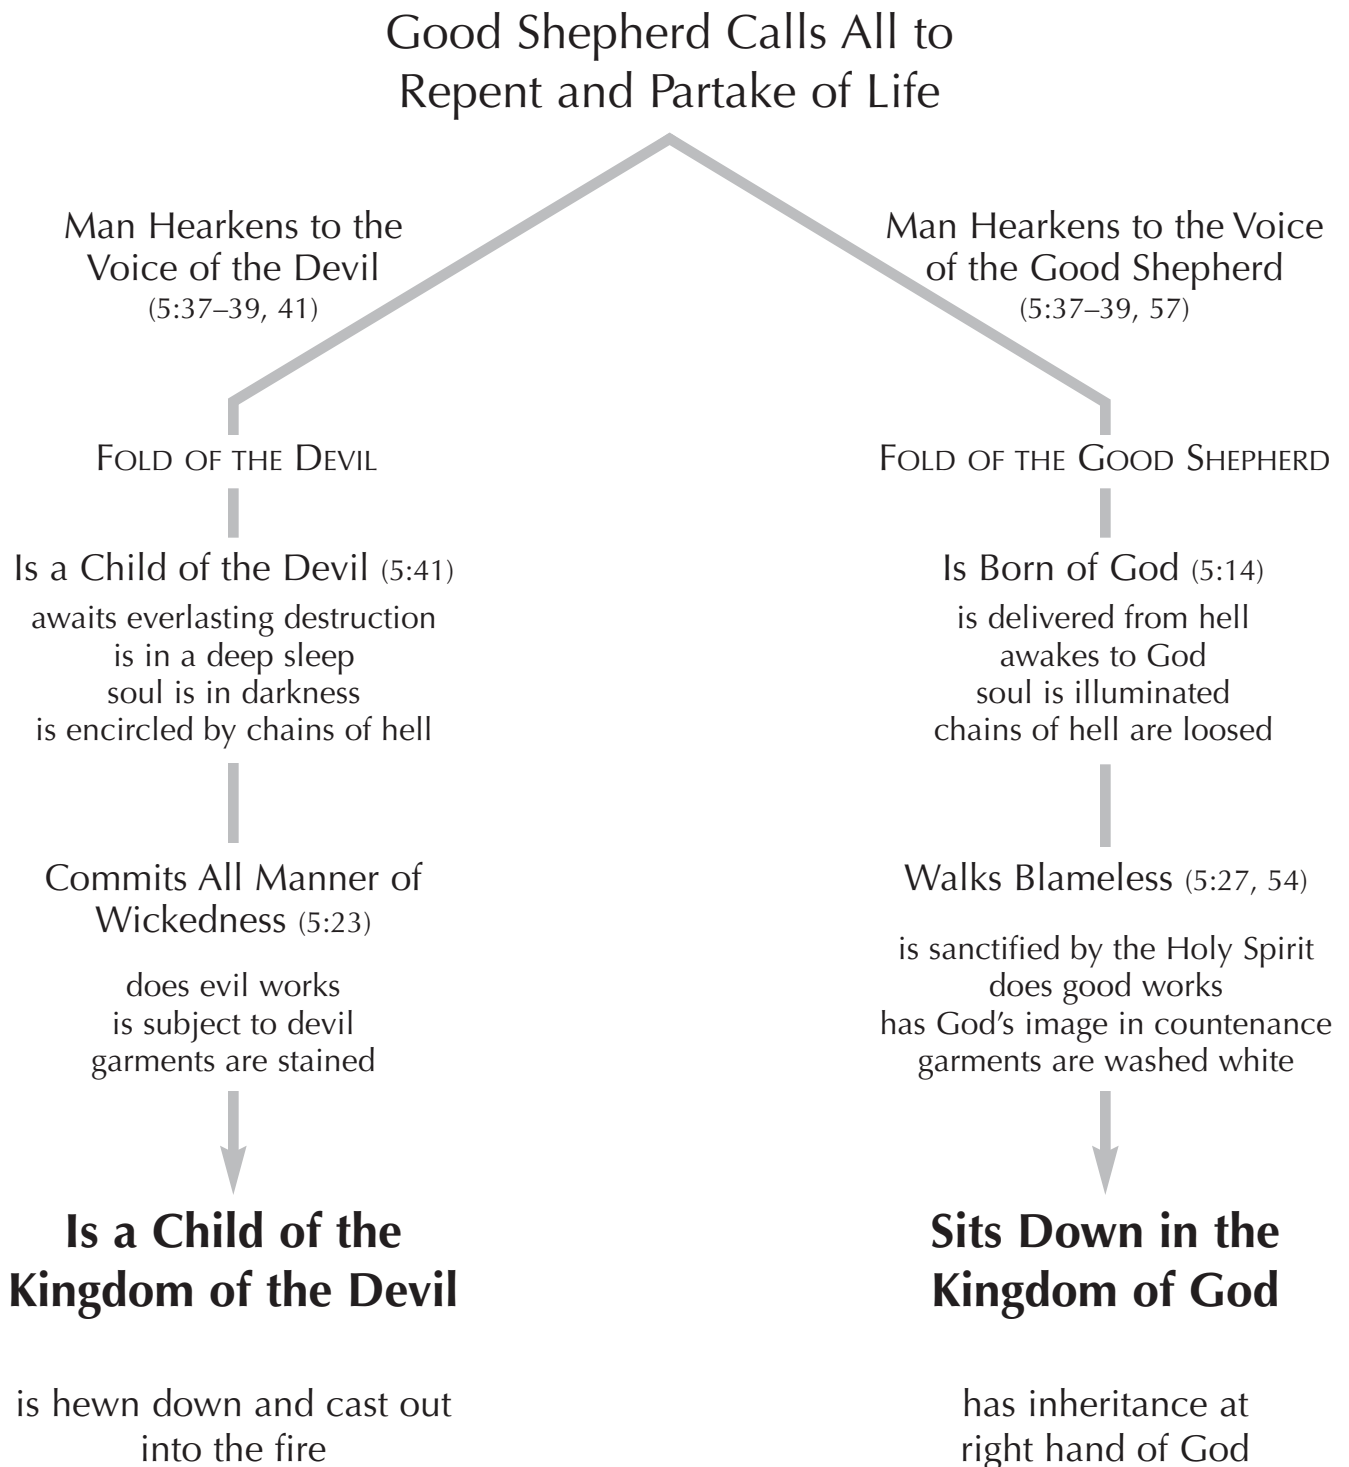 Good Shepherd Calls All to
Repent and Partake of Life
Man Hearkens to the
Voice of the Devil
(5:37–39, 41)
Man Hearkens to the Voice
of the Good Shepherd
(5:37–39, 57)
FOLD OF THE DEVIL
Is a Child of the Devil (5:41)
awaits everlasting destruction
is in a deep sleep
soul is in darkness
is encircled by chains of hell
Commits All Manner of
Wickedness (5:23)
does evil works
is subject to devil
garments are stained
Is a Child of the
Kingdom of the Devil
is hewn down and cast out
into the fire
FOLD OF THE GOOD SHEPHERD
Is Born of God (5:14)
is delivered from hell
awakes to God
soul is illuminated
chains of hell are loosed
Walks Blameless (5:27, 54)
is sanctified by the Holy Spirit
does good works
has God’s image in countenance
garments are washed white
Sits Down in the
Kingdom of God
has inheritance at
right hand of God